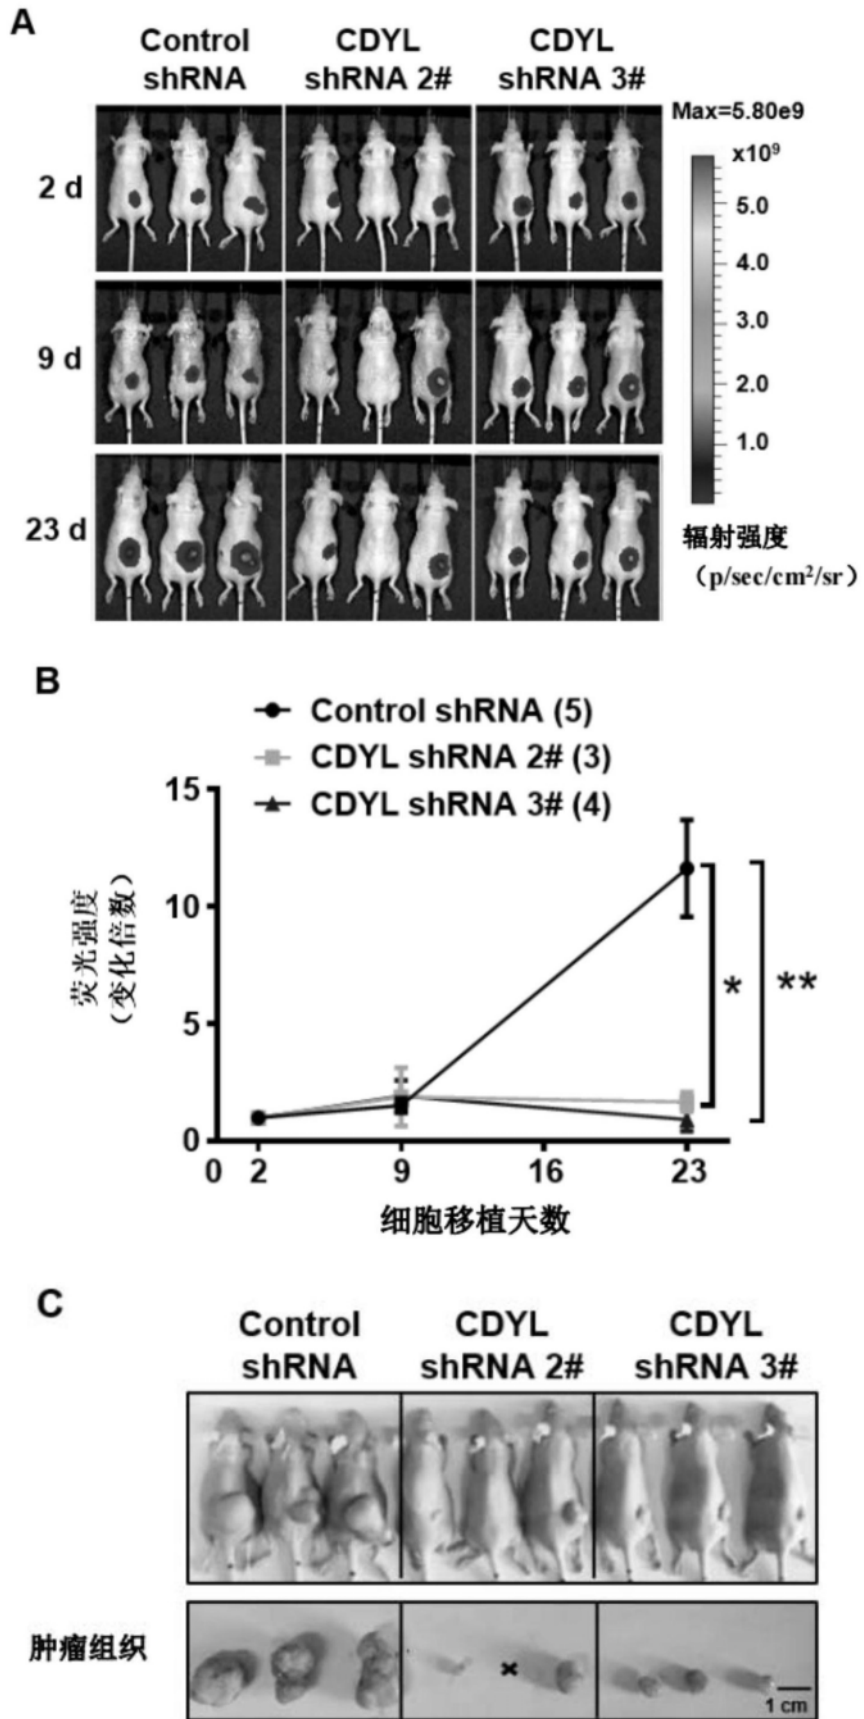 A
Control shRNA
CDYL shRNA 2#
CDYL shRNA 3#
Max=5.80e9
x10⁹
2 d
5.0
4.0
3.0
9 d
2.0
1.0
23 d
辐射强度
（p/sec/cm²/sr）
B
Control shRNA (5)
CDYL shRNA 2# (3)
CDYL shRNA 3# (4)
15
10
5
0
荧光强度
（变化倍数）
*
**
0 2 9 16 23
细胞移植天数
C
Control shRNA
CDYL shRNA 2#
CDYL shRNA 3#
肿瘤组织
×
1 cm